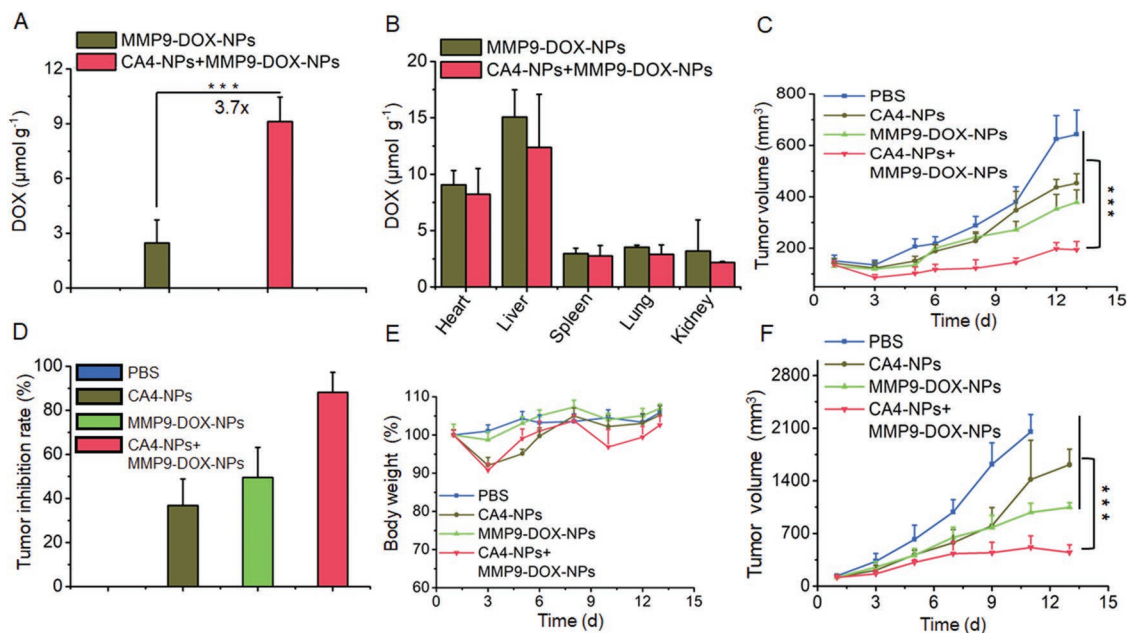 A
MMP9-DOX-NPs
CA4-NPs+MMP9-DOX-NPs
***
3.7x
DOX (µmol g⁻¹)
12
9
6
3
0
B
MMP9-DOX-NPs
CA4-NPs+MMP9-DOX-NPs
DOX (µmol g⁻¹)
20
15
10
5
0
Heart
Liver
Spleen
Lung
Kidney
C
PBS
CA4-NPs
MMP9-DOX-NPs
CA4-NPs+
MMP9-DOX-NPs
***
Tumor volume (mm³)
800
600
400
200
0 3 6 9 12 15
Time (d)
D
PBS
CA4-NPs
MMP9-DOX-NPs
CA4-NPs+
MMP9-DOX-NPs
Tumor inhibition rate (%)
100
80
60
40
20
0
E
Body weight (%)
120
110
100
90
80
70
60
PBS
CA4-NPs
MMP9-DOX-NPs
CA4-NPs+
MMP9-DOX-NPs
0 3 6 9 12 15
Time (d)
F
PBS
CA4-NPs
MMP9-DOX-NPs
CA4-NPs+
MMP9-DOX-NPs
***
Tumor volume (mm³)
2800
2100
1400
700
0
0 3 6 9 12 15
Time (d)